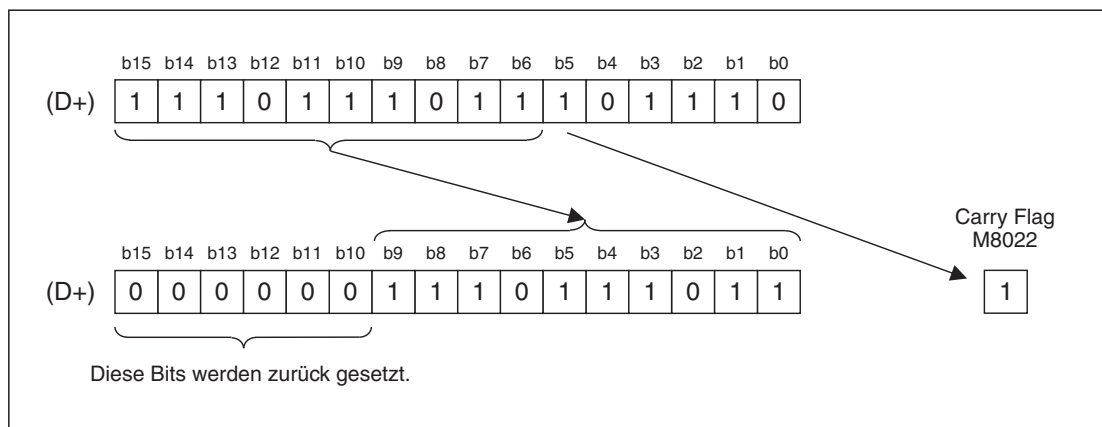 b15 b14 b13 b12 b11 b10 b9 b8 b7 b6 b5 b4 b3 b2 b1 b0
(D+) 1 1 1 0 1 1 1 0 1 1 1 0 1 1 1 0
Carry Flag
M8022
b15 b14 b13 b12 b11 b10 b9 b8 b7 b6 b5 b4 b3 b2 b1 b0
(D+) 0 0 0 0 0 0 1 1 1 0 1 1 1 0 1 1 1
Diese Bits werden zurück gesetzt.